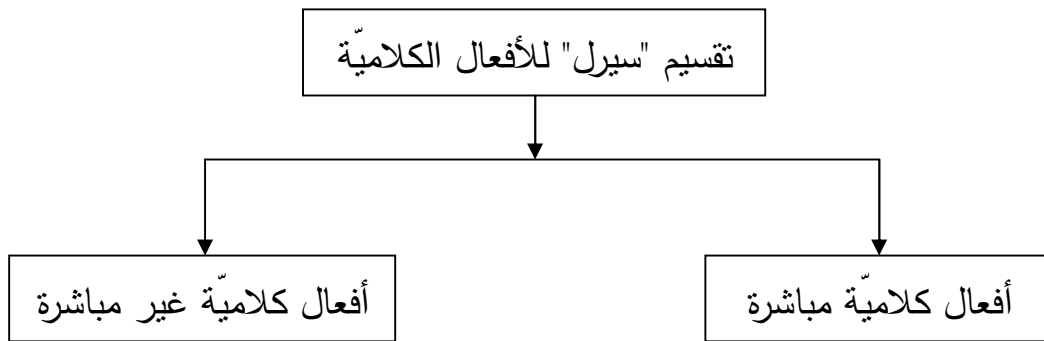 تقسيم "سيرل" للأفعال الكلاميّة
أفعال كلاميّة مباشرة
أفعال كلاميّة غير مباشرة